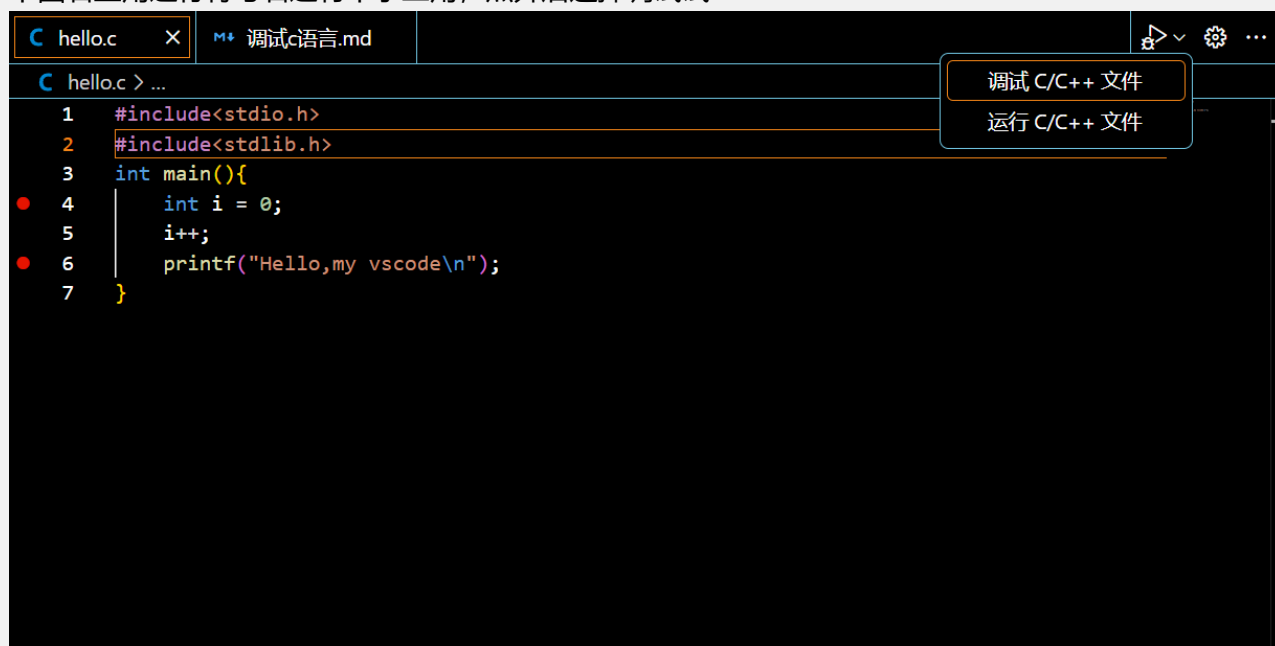 hello.c
调试c语言.md
hello.c > ...
调试 C/C++ 文件
运行 C/C++ 文件
1 #include<stdio.h>
2 #include<stdlib.h>
3 int main(){
4 int i = 0;
5 i++;
6 printf("Hello,my vscode\n");
7 }